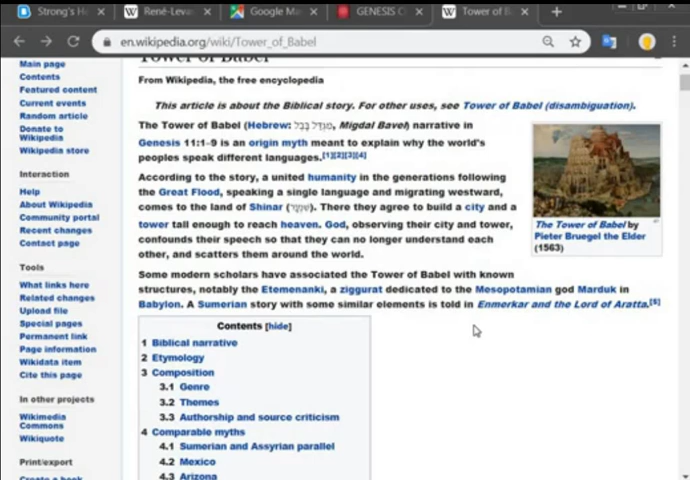 Strong's He
René-Leva
Google Ma
GENESIS C
Tower of B
en.wikipedia.org/wiki/Tower_of_Babel
Tower of Babel
From Wikipedia, the free encyclopedia
This article is about the Biblical story. For other uses, see Tower of Babel (disambiguation).
The Tower of Babel (Hebrew: מִגְדַּל בָּבֶל, Migdal Bavel) narrative in
Genesis 11:1–9 is an origin myth meant to explain why the world's
peoples speak different languages.[1][2][3][4]
According to the story, a united humanity in the generations following
the Great Flood, speaking a single language and migrating westward,
comes to the land of Shinar (שִׁנְעָר). There they agree to build a city and a
tower tall enough to reach heaven. God, observing their city and tower,
confounds their speech so that they can no longer understand each
other, and scatters them around the world.
Some modern scholars have associated the Tower of Babel with known
structures, notably the Etemenanki, a ziggurat dedicated to the Mesopotamian god Marduk in
Babylon. A Sumerian story with some similar elements is told in Enmerkar and the Lord of Aratta.[5]
The Tower of Babel by
Pieter Bruegel the Elder
(1563)
Contents [hide]
1 Biblical narrative
2 Etymology
3 Composition
3.1 Genre
3.2 Themes
3.3 Authorship and source criticism
4 Comparable myths
4.1 Sumerian and Assyrian parallel
4.2 Mexico
4.3 Arizona
Main page
Contents
Featured content
Current events
Random article
Donate to
Wikipedia
Wikipedia store
Interaction
Help
About Wikipedia
Community portal
Recent changes
Contact page
Tools
What links here
Related changes
Upload file
Special pages
Permanent link
Page information
Wikidata item
Cite this page
In other projects
Wikimedia
Commons
Wikiquote
Print/export
Create a book